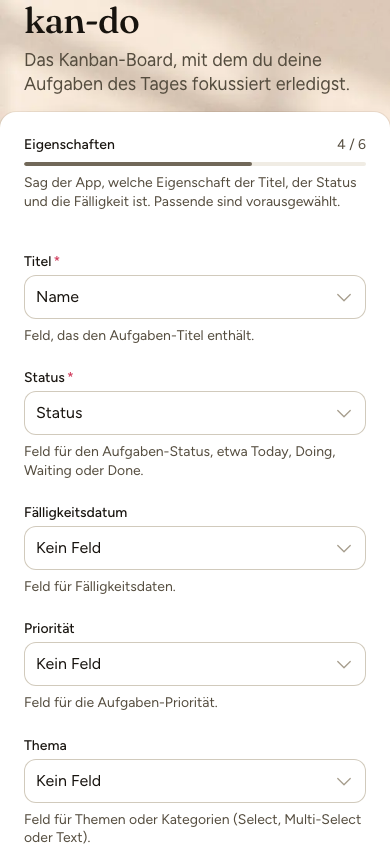 kan-do
Das Kanban-Board, mit dem du deine
Aufgaben des Tages fokussiert erledigst.
Eigenschaften 4 / 6
Sag der App, welche Eigenschaft der Titel, der Status
und die Fälligkeit ist. Passende sind vorausgewählt.
Titel *
Name
Feld, das den Aufgaben-Titel enthält.
Status *
Status
Feld für den Aufgaben-Status, etwa Today, Doing,
Waiting oder Done.
Fälligkeitsdatum
Kein Feld
Feld für Fälligkeitsdaten.
Priorität
Kein Feld
Feld für die Aufgaben-Priorität.
Thema
Kein Feld
Feld für Themen oder Kategorien (Select, Multi-Select
oder Text).